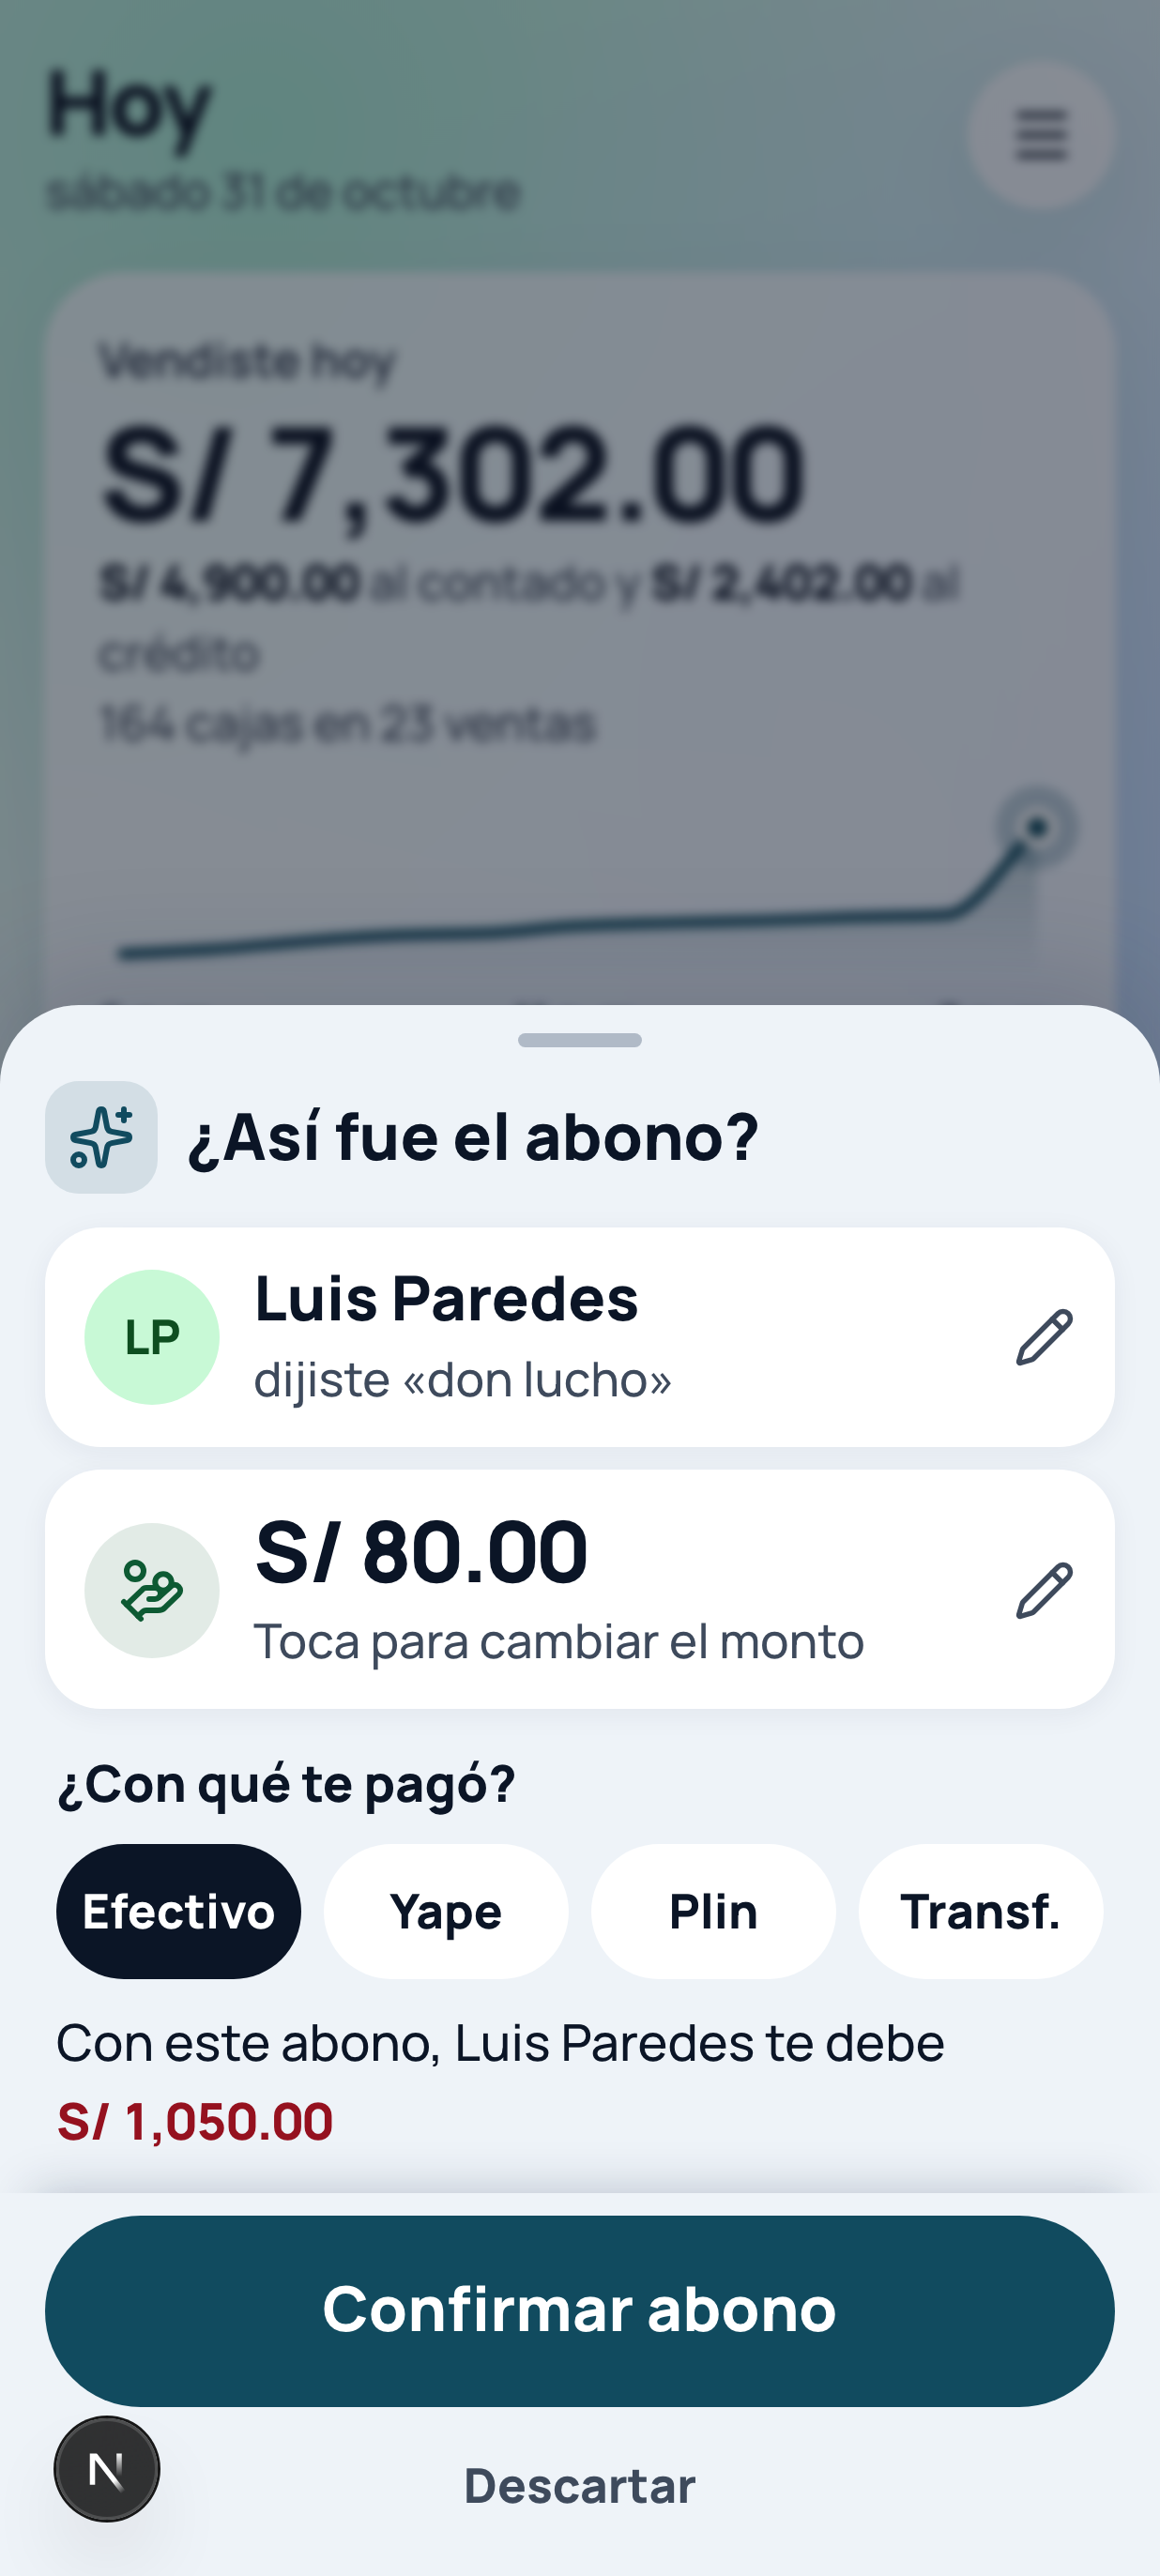 Hoy
sábado 31 de octubre
Vendiste hoy
S/ 7,302.00
S/ 4,900.00 al contado y S/ 2,402.00 al
crédito
164 cajas en 23 ventas
¿Así fue el abono?
LP
Luis Paredes
dijiste «don lucho»
S/ 80.00
Toca para cambiar el monto
¿Con qué te pagó?
Efectivo Yape Plin Transf.
Con este abono, Luis Paredes te debe
S/ 1,050.00
Confirmar abono
N
Descartar